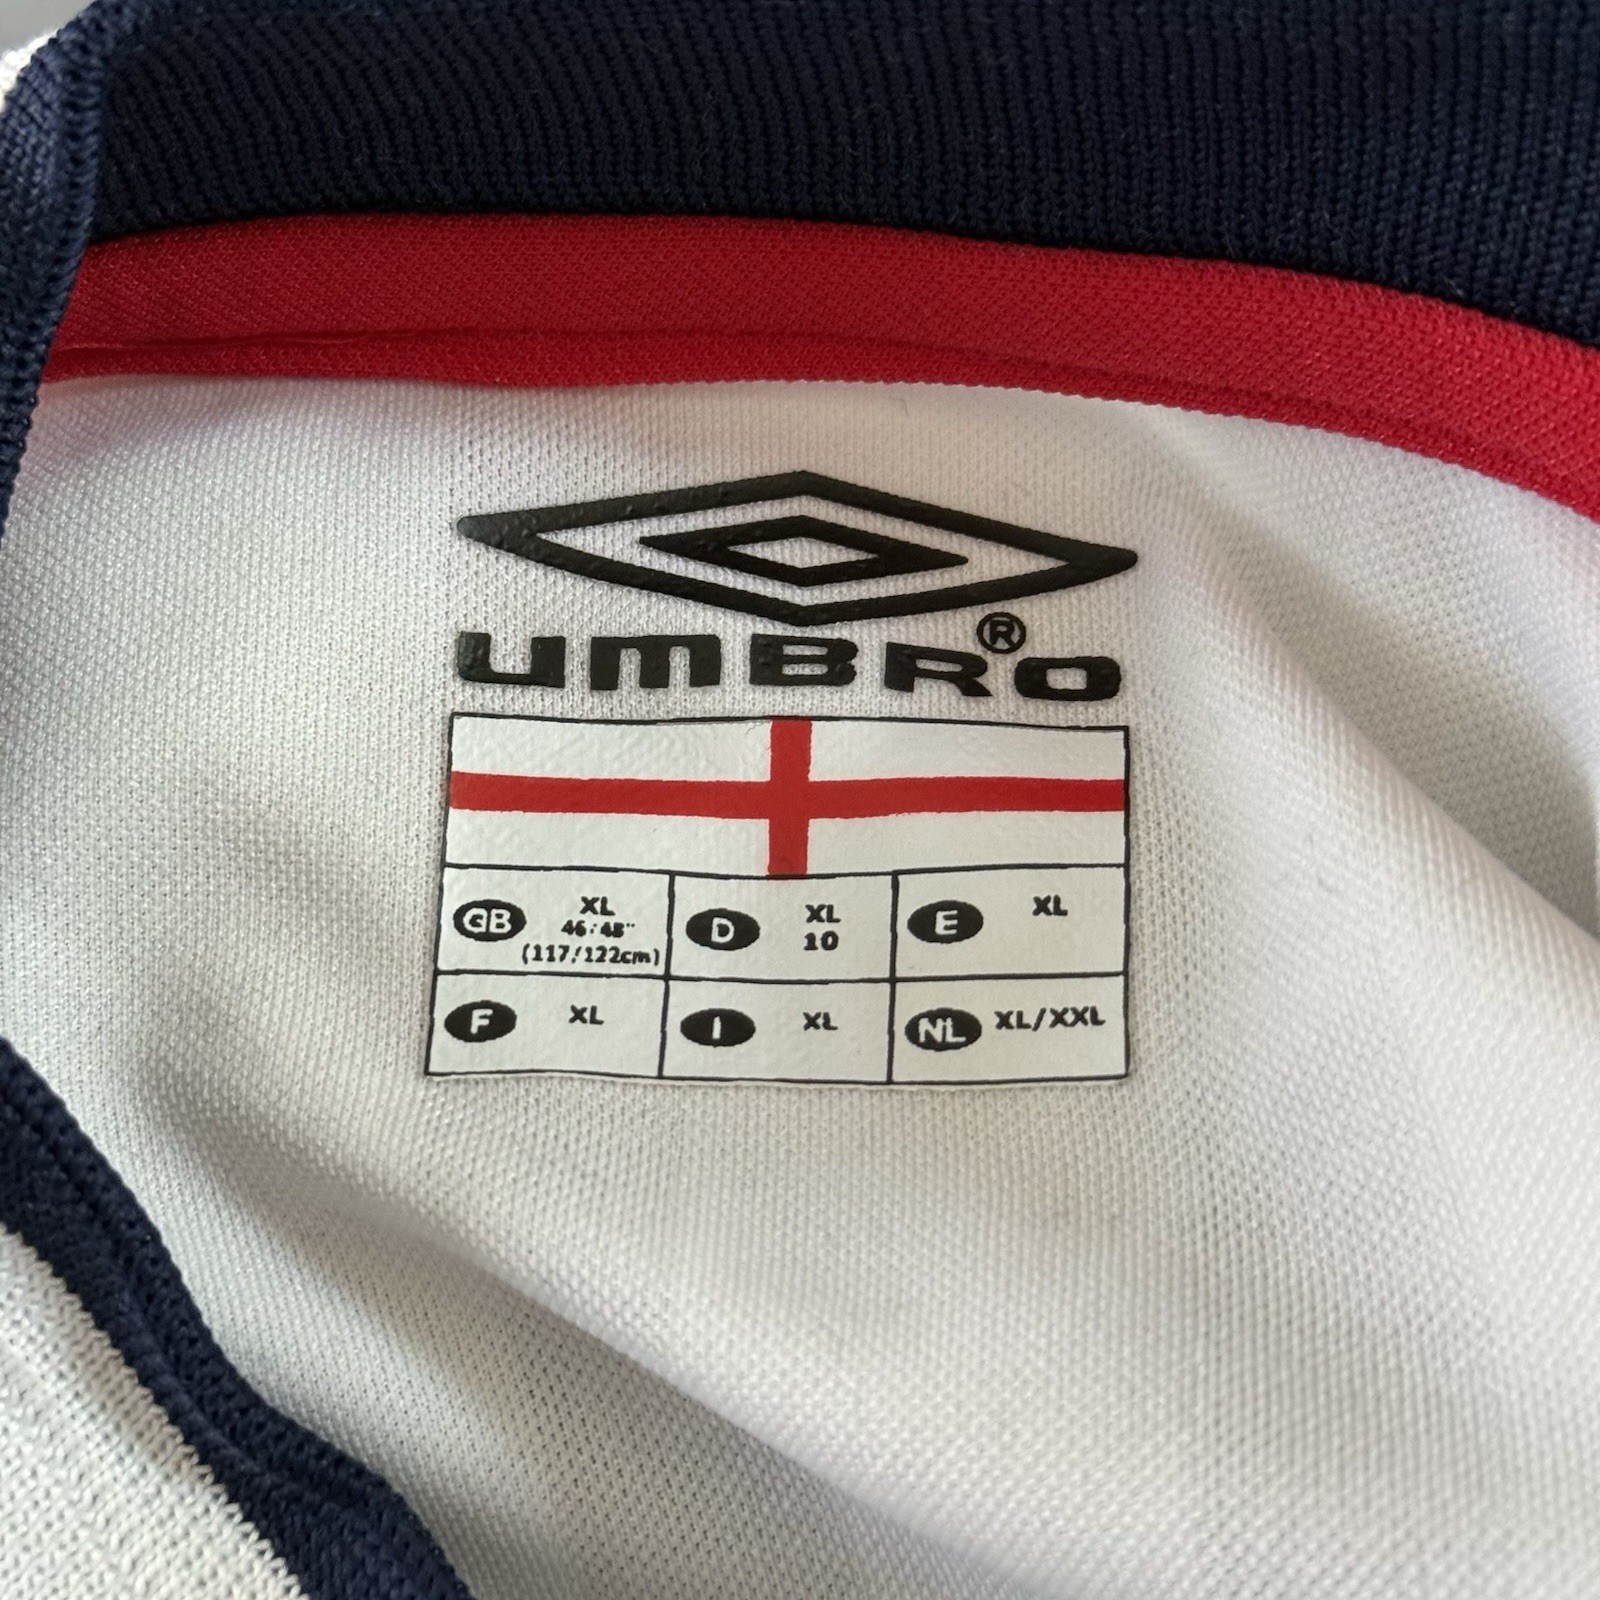 UMBRO®
GB XL
46/48"
(117/122cm)
D XL
10
E XL
F XL
I XL
NL XL/XXL